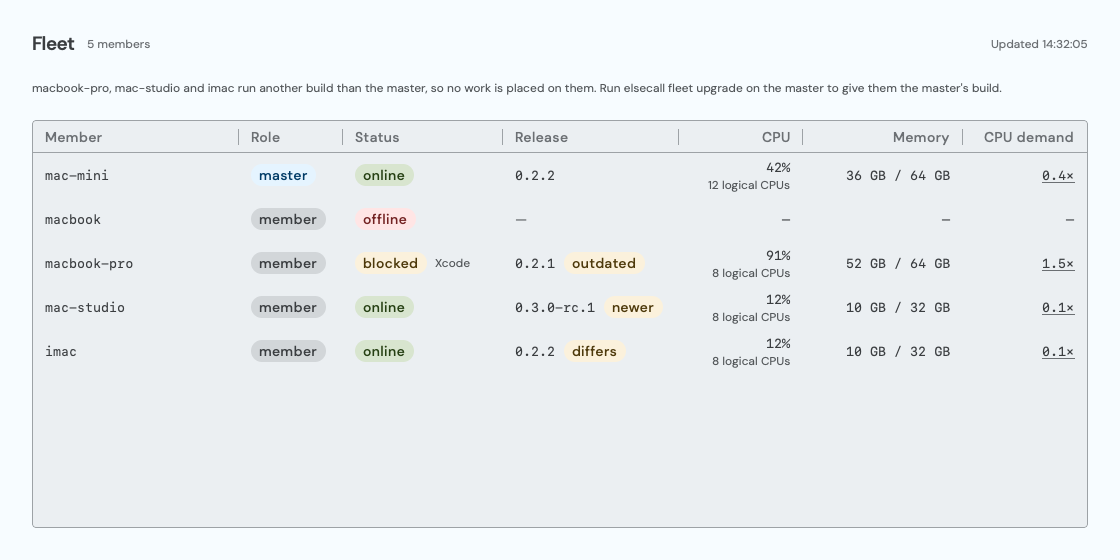 Fleet 5 members Updated 14:32:05
macbook-pro, mac-studio and imac run another build than the master, so no work is placed on them. Run elsecall fleet upgrade on the master to give them the master's build.
Member Role Status Release CPU Memory CPU demand
mac-mini master online 0.2.2 42% 36 GB / 64 GB 0.4×
12 logical CPUs
macbook member offline — — — —
macbook-pro member blocked Xcode 0.2.1 outdated 91% 52 GB / 64 GB 1.5×
8 logical CPUs
mac-studio member online 0.3.0-rc.1 newer 12% 10 GB / 32 GB 0.1×
8 logical CPUs
imac member online 0.2.2 differs 12% 10 GB / 32 GB 0.1×
8 logical CPUs